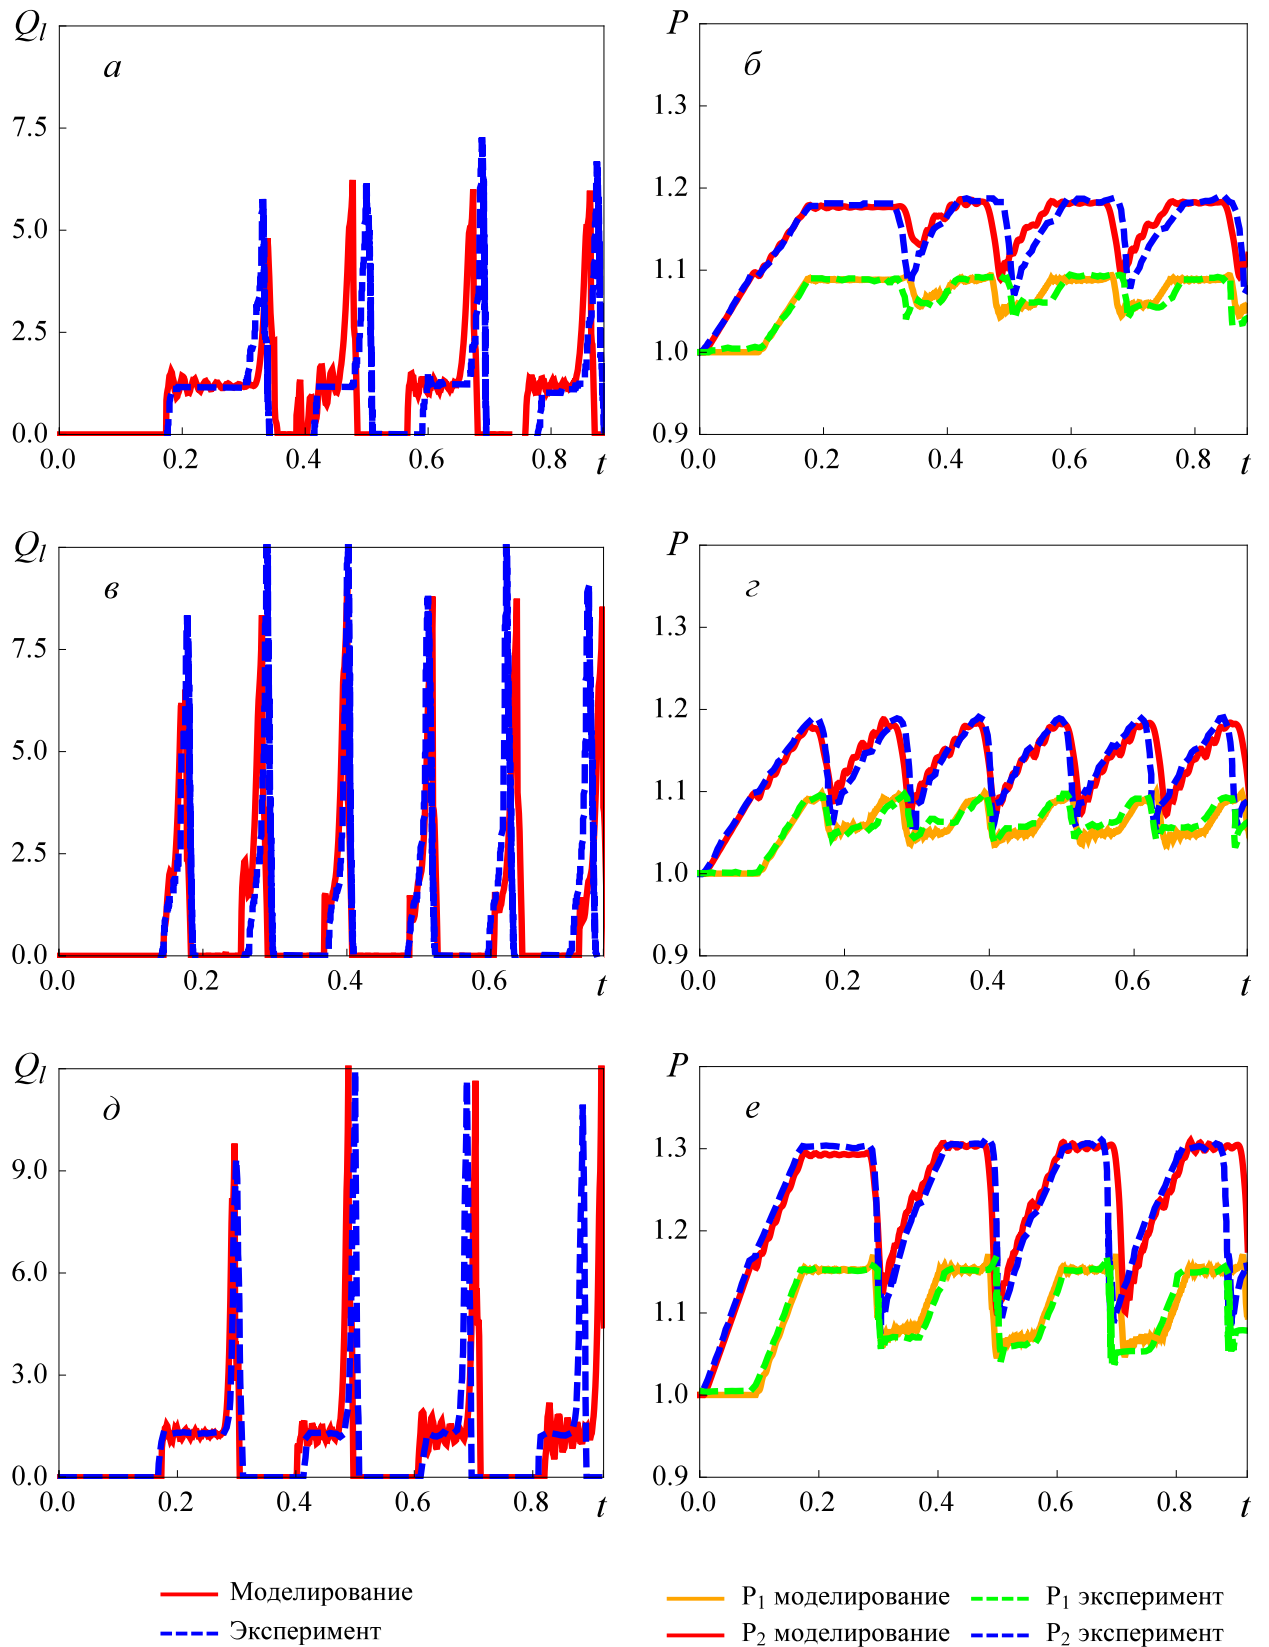 Q_l
а
7.5
5.0
2.5
0.0
0.0 0.2 0.4 0.6 0.8 t
P
б
1.3
1.2
1.1
1.0
0.9
0.0 0.2 0.4 0.6 0.8 t
Q_l
в
7.5
5.0
2.5
0.0
0.0 0.2 0.4 0.6 t
P
г
1.3
1.2
1.1
1.0
0.9
0.0 0.2 0.4 0.6 t
Q_l
д
9.0
6.0
3.0
0.0
0.0 0.2 0.4 0.6 0.8 t
P
е
1.3
1.2
1.1
1.0
0.9
0.0 0.2 0.4 0.6 0.8 t
Моделирование
Эксперимент
P₁ моделирование
P₁ эксперимент
P₂ моделирование
P₂ эксперимент